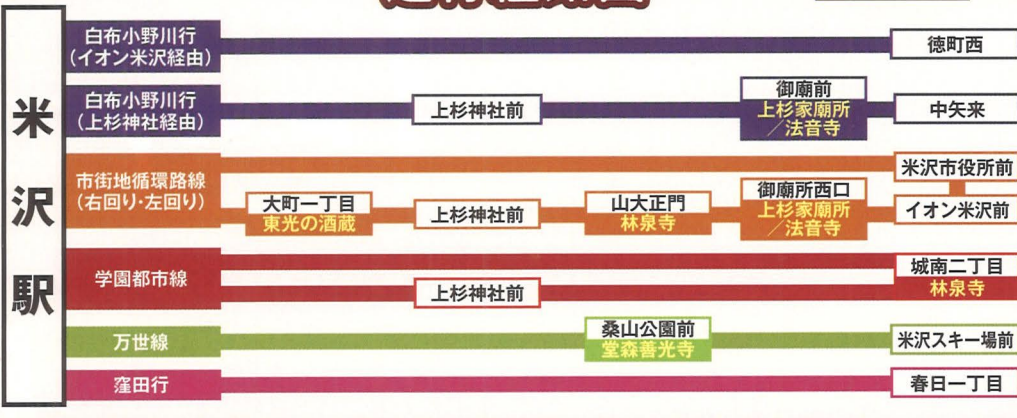 米沢駅
白布小野川行
(イオン米沢経由)
徳町西
白布小野川行
(上杉神社経由)
上杉神社前
御廟前
上杉家廟所
／法音寺
中矢来
市街地循環路線
(右回り・左回り)
米沢市役所前
大町一丁目
東光の酒蔵
上杉神社前
山大正門
林泉寺
御廟所西口
上杉家廟所
／法音寺
イオン米沢前
学園都市線
上杉神社前
城南二丁目
林泉寺
万世線
桑山公園前
堂森善光寺
米沢スキー場前
窪田行
春日一丁目